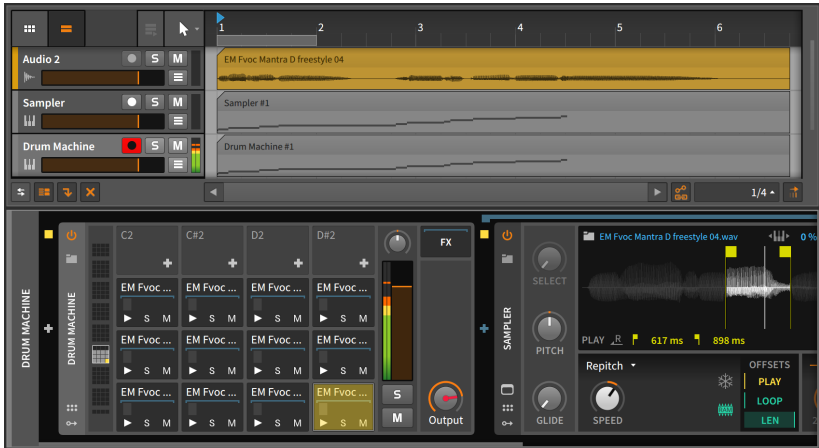 1 2 3 4 5 6
Audio 2 S M
EM Fvoc Mantra D freestyle 04
Sampler S M
Sampler #1
Drum Machine S M
Drum Machine #1
1/4
DRUM MACHINE
DRUM MACHINE
C2 C#2 D2 D#2
EM Fvoc ... EM Fvoc ... EM Fvoc ... EM Fvoc ...
S M S M S M S M
EM Fvoc ... EM Fvoc ... EM Fvoc ... EM Fvoc ...
S M S M S M S M
EM Fvoc ... EM Fvoc ... EM Fvoc ... EM Fvoc ...
S M S M S M S M
S
M
FX
Output
SAMPLER
SELECT
PITCH
GLIDE
EM Fvoc Mantra D freestyle 04.wav 0 %
PLAY R 617 ms 898 ms
Repitch
SPEED
OFFSETS
PLAY
LOOP
LEN